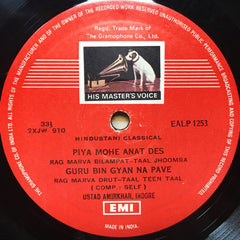 Regd. Trade Mark of
The Gramophone Co., Ltd.
HIS MASTER'S VOICE
33⅓
2XJW 910
EALP 1253
HINDUSTANI CLASSICAL
PIYA MOHE ANAT DES
RAG MARVA BILAMPAT-TAAL JHOOMRA
GURU BIN GYAN NA PAVE
RAG MARVA DRUT-TAAL TEEN TAAL
(COMP : SELF)
USTAD AMIRKHAN, INDORE
EMI
MADE IN INDIA.